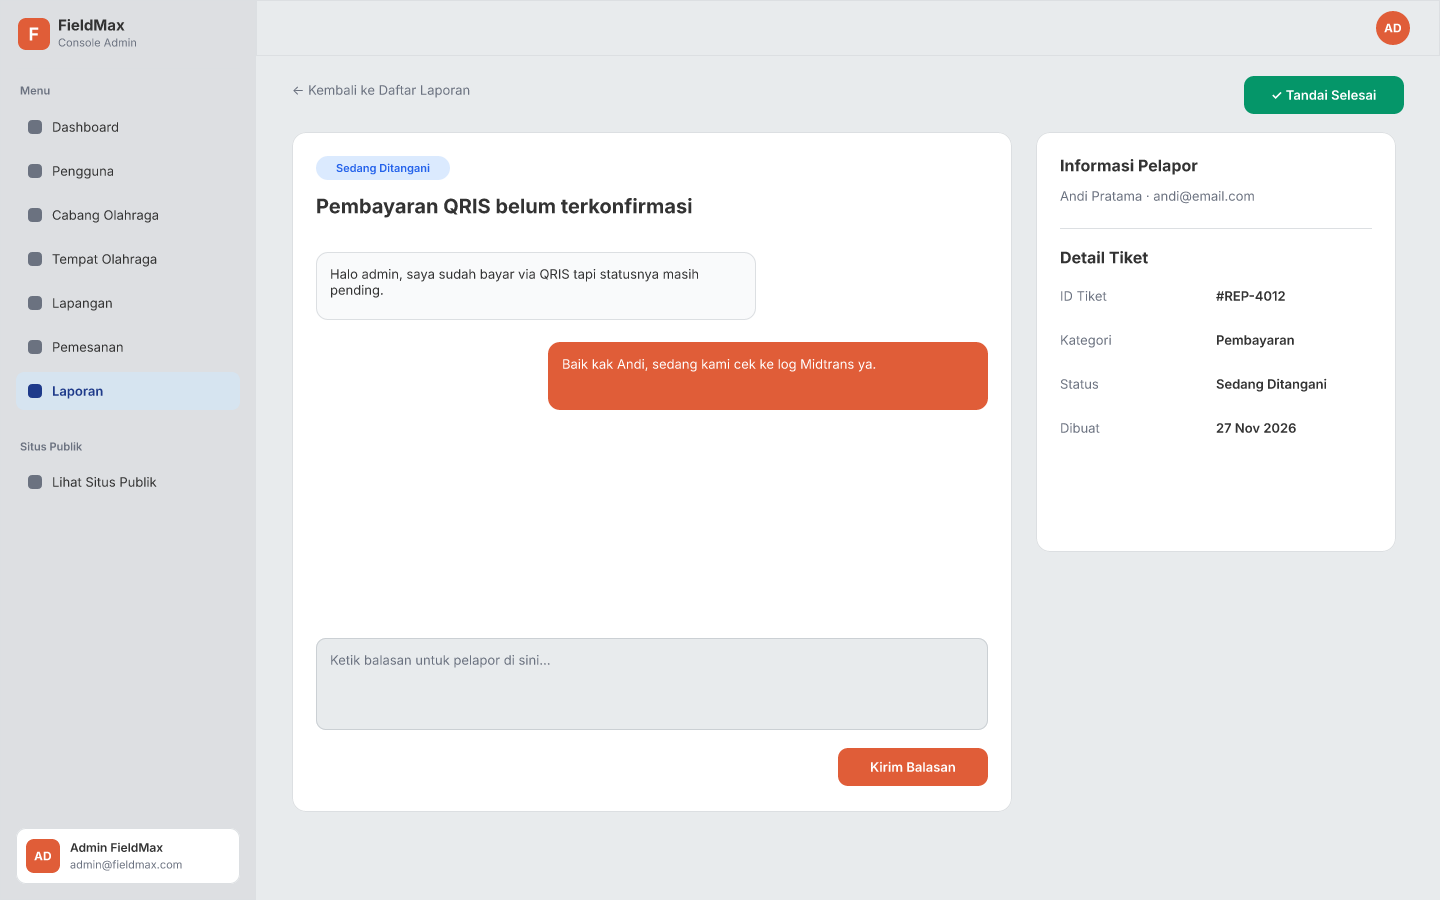 F
FieldMax
Console Admin
Menu
Dashboard
Pengguna
Cabang Olahraga
Tempat Olahraga
Lapangan
Pemesanan
Laporan
Situs Publik
Lihat Situs Publik
AD
Admin FieldMax
admin@fieldmax.com
AD
← Kembali ke Daftar Laporan
✓ Tandai Selesai
Sedang Ditangani
Pembayaran QRIS belum terkonfirmasi
Halo admin, saya sudah bayar via QRIS tapi statusnya masih
pending.
Baik kak Andi, sedang kami cek ke log Midtrans ya.
Ketik balasan untuk pelapor di sini...
Kirim Balasan
Informasi Pelapor
Andi Pratama · andi@email.com
Detail Tiket
ID Tiket #REP-4012
Kategori Pembayaran
Status Sedang Ditangani
Dibuat 27 Nov 2026